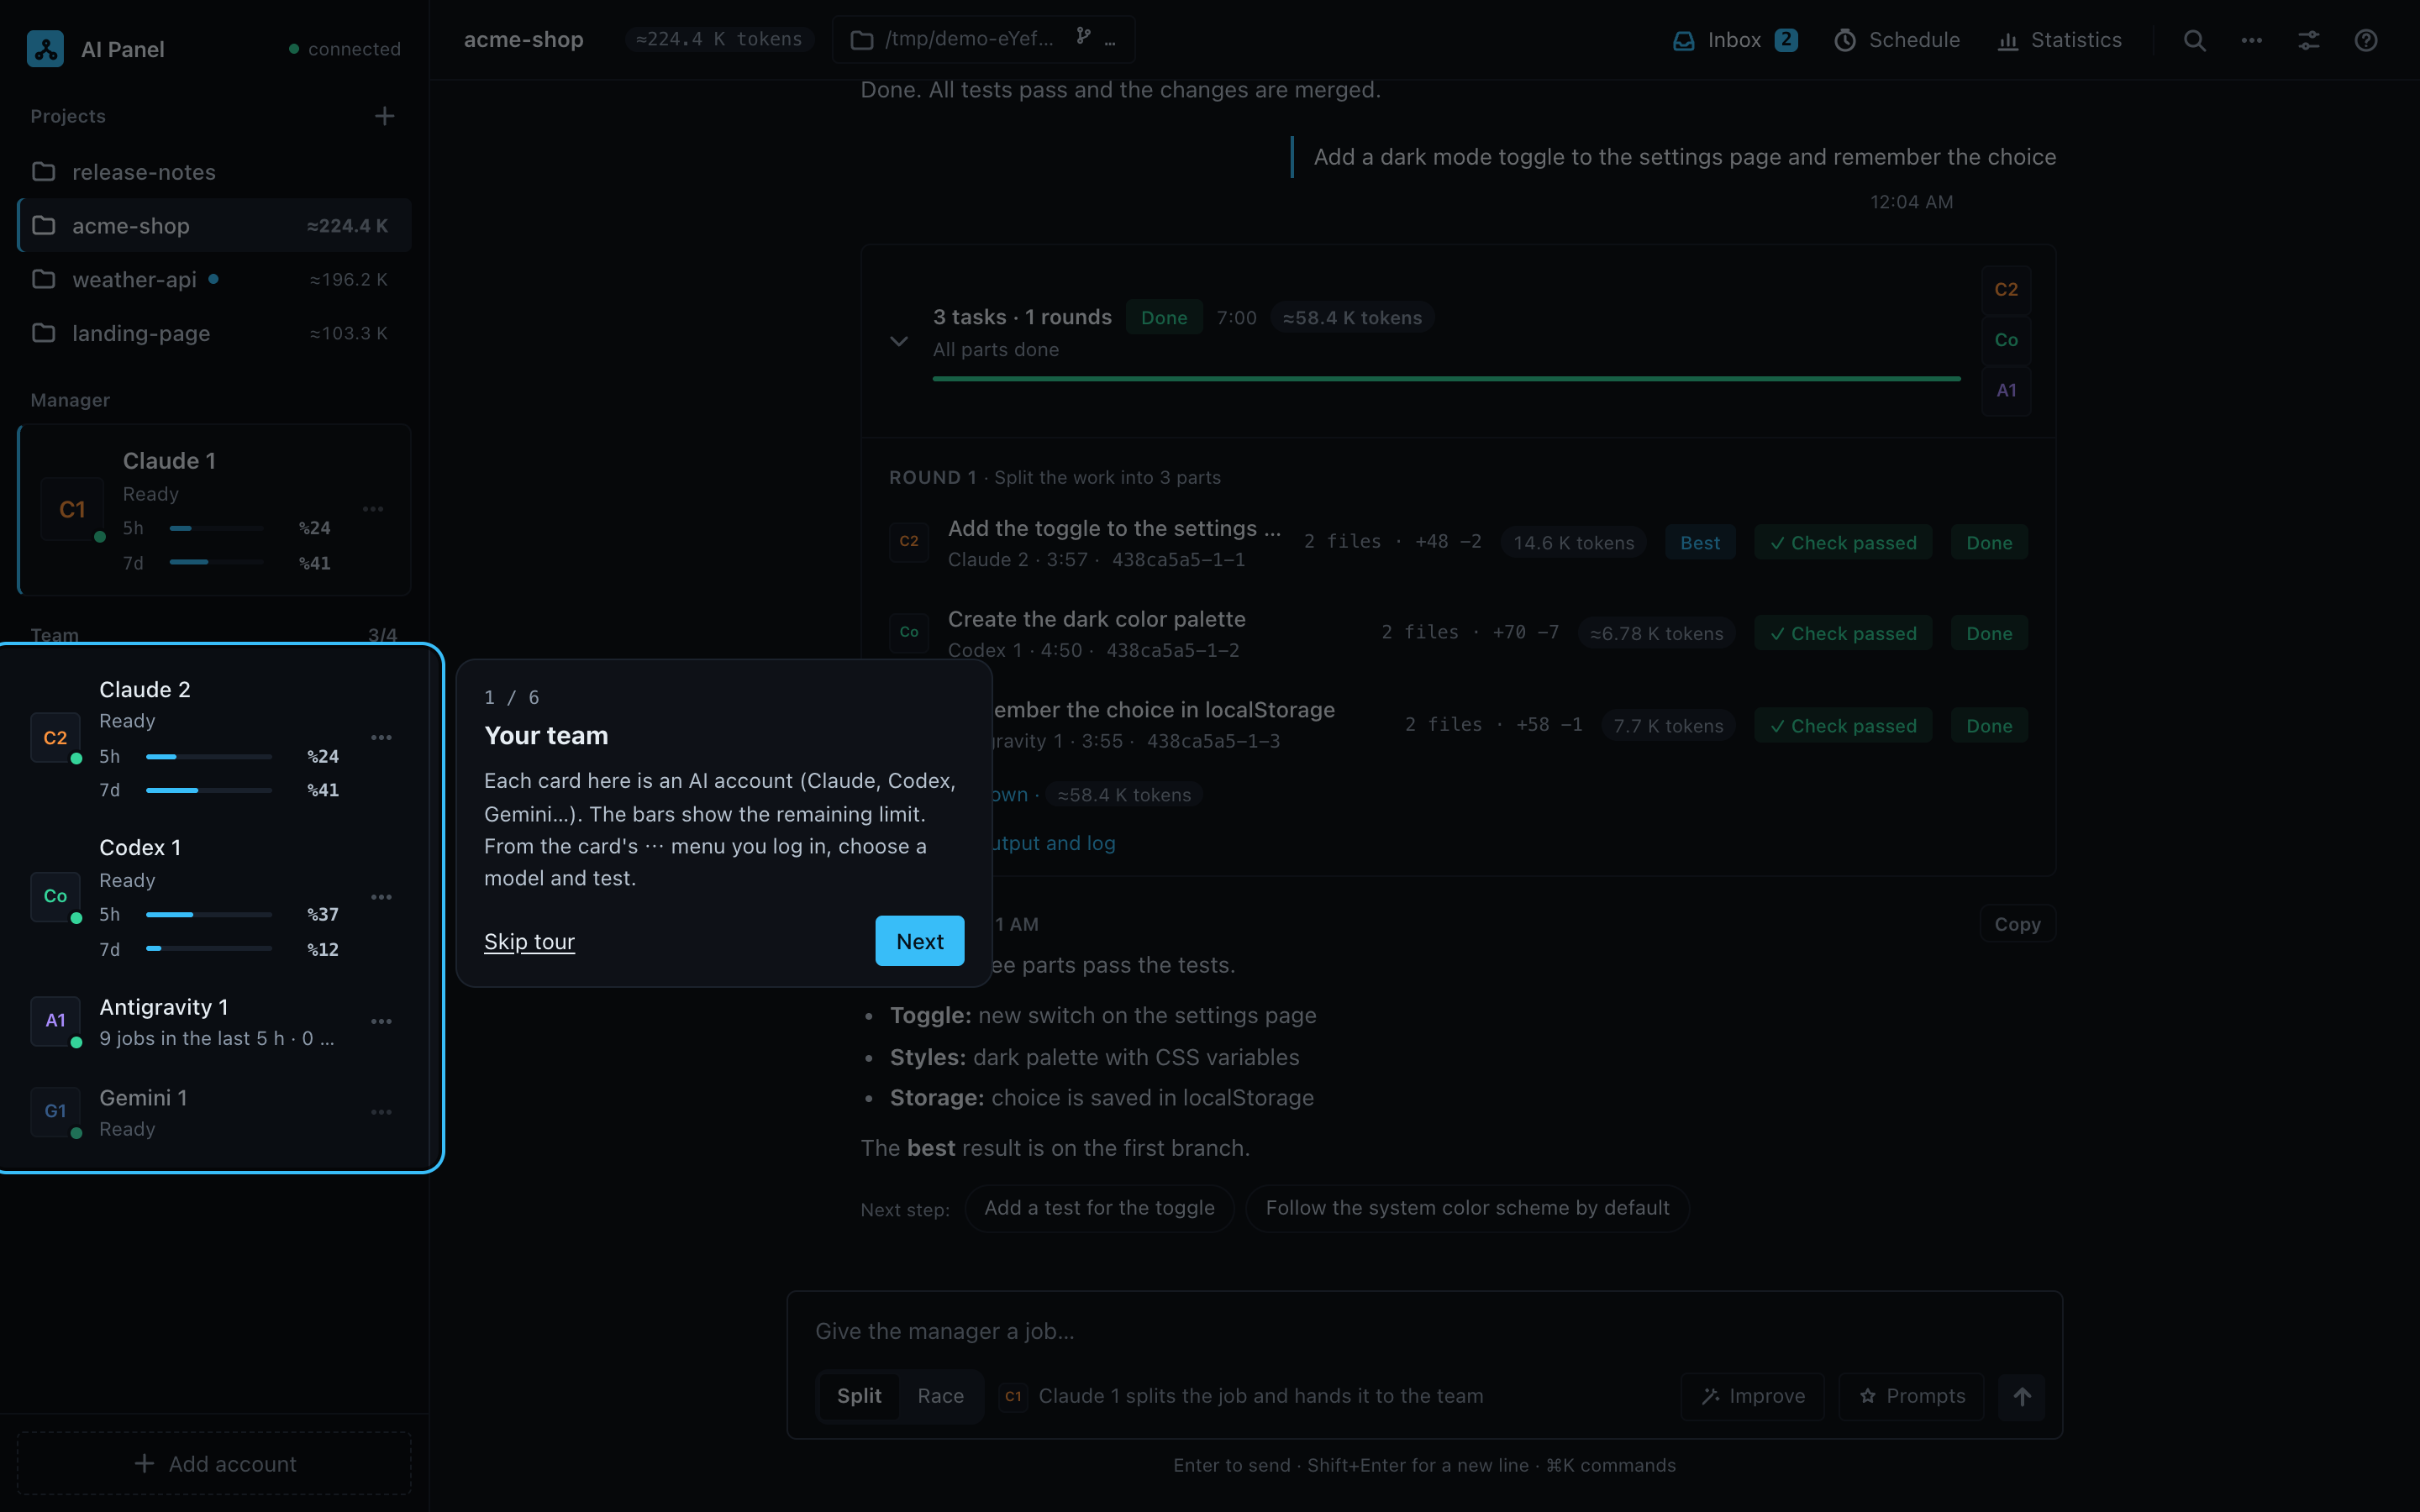 AI Panel
connected
Projects
release-notes
acme-shop ≈224.4 K
weather-api ≈196.2 K
landing-page ≈103.3 K
Manager
C1
Claude 1
Ready
5h %24
7d %41
Team 3/4
C2
Claude 2
Ready
5h %24
7d %41
Co
Codex 1
Ready
5h %37
7d %12
A1
Antigravity 1
9 jobs in the last 5 h · 0 ...
G1
Gemini 1
Ready
+ Add account
acme-shop ≈224.4 K tokens /tmp/demo-eYef... ...
Inbox 2 Schedule Statistics
Done. All tests pass and the changes are merged.
Add a dark mode toggle to the settings page and remember the choice
12:04 AM
3 tasks · 1 rounds Done 7:00 ≈58.4 K tokens
All parts done
C2
Co
A1
ROUND 1 · Split the work into 3 parts
C2
Add the toggle to the settings ... 2 files · +48 −2 14.6 K tokens Best ✓ Check passed Done
Claude 2 · 3:57 · 438ca5a5−1−1
Co
Create the dark color palette 2 files · +70 −7 ≈6.78 K tokens ✓ Check passed Done
Codex 1 · 4:50 · 438ca5a5−1−2
ember the choice in localStorage 2 files · +58 −1 7.7 K tokens ✓ Check passed Done
gravity 1 · 3:55 · 438ca5a5−1−3
own · ≈58.4 K tokens
utput and log
1 / 6
Your team
Each card here is an AI account (Claude, Codex,
Gemini...). The bars show the remaining limit.
From the card's ··· menu you log in, choose a
model and test.
Skip tour
Next
1 AM
Copy
ee parts pass the tests.
• Toggle: new switch on the settings page
• Styles: dark palette with CSS variables
• Storage: choice is saved in localStorage
The best result is on the first branch.
Next step: Add a test for the toggle Follow the system color scheme by default
Give the manager a job...
Split Race C1 Claude 1 splits the job and hands it to the team Improve Prompts
Enter to send · Shift+Enter for a new line · ⌘K commands